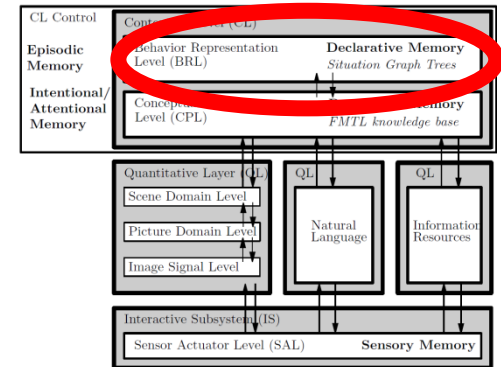 CL Control
Episodic
Memory
Intentional/
Attentional
Memory
Behavior Representation
Level (BRL)
Declarative Memory
Situation Graph Trees
Level (CPL)
FMTL knowledge base
Quantitative Layer (QL)
Scene Domain Level
Picture Domain Level
Image Signal Level
QL
Natural
Language
QL
Information
Resources
Interactive Subsystem (IS)
Sensor Actuator Level (SAL)
Sensory Memory